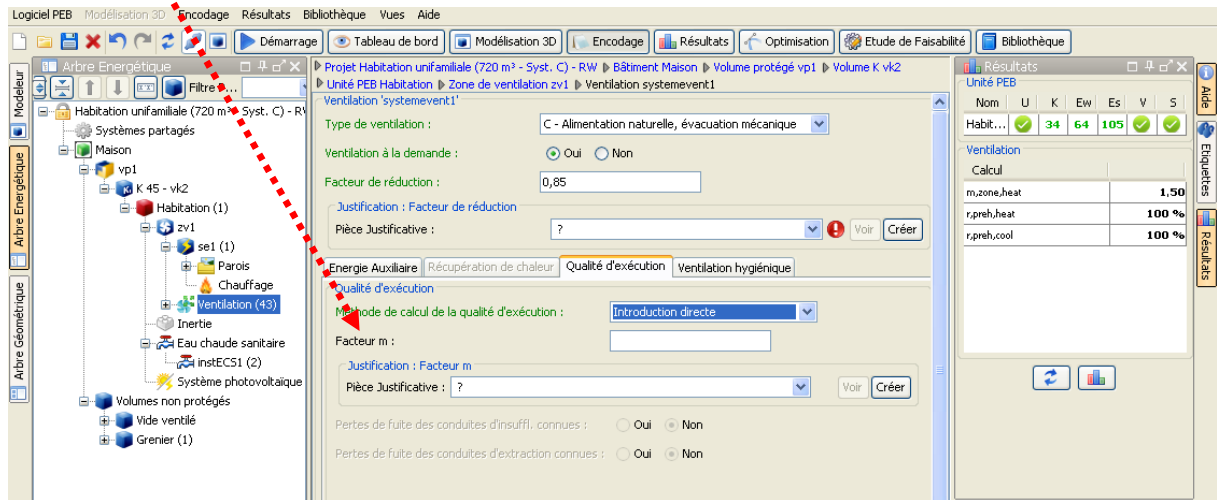 Logiciel PEB Modélisation 3D Encodage Résultats Bibliothèque Vues Aide
Démarrage Tableau de bord Modélisation 3D Encodage Résultats Optimisation Etude de Faisabilité Bibliothèque
Modeleur
Arbre Energétique
Arbre Géométrique
Arbre Energétique
Filtre
Habitation unifamiliale (720 m³ - Syst. C) - RW
Systèmes partagés
Maison
vp1
K 45 - vk2
Habitation (1)
zv1
se1 (1)
Parois
Chauffage
Ventilation (43)
Inertie
Eau chaude sanitaire
instECS1 (2)
Système photovoltaïque
Volumes non protégés
Vide ventilé
Grenier (1)
Projet Habitation unifamiliale (720 m³ - Syst. C) - RW Bâtiment Maison Volume protégé vp1 Volume K vk2
Unité PEB Habitation Zone de ventilation zv1 Ventilation systemevent1
Ventilation 'systemevent1'
Type de ventilation : C - Alimentation naturelle, évacuation mécanique
Ventilation à la demande : Oui Non
Facteur de réduction : 0,85
Justification : Facteur de réduction
Pièce Justificative : ? Voir Créer
Energie Auxiliaire Récupération de chaleur Qualité d'exécution Ventilation hygiénique
Qualité d'exécution
Méthode de calcul de la qualité d'exécution : Introduction directe
Facteur m :
Justification : Facteur m
Pièce Justificative : ? Voir Créer
Pertes de fuite des conduites d'insuffl. connues : Oui Non
Pertes de fuite des conduites d'extraction connues : Oui Non
Résultats
Unité PEB
Nom U K Ew Es V S
Habit... 34 64 105
Ventilation
Calcul
m,zone,heat 1,50
r,preh,heat 100 %
r,preh,cool 100 %
Aide
Etiquettes
Résultats